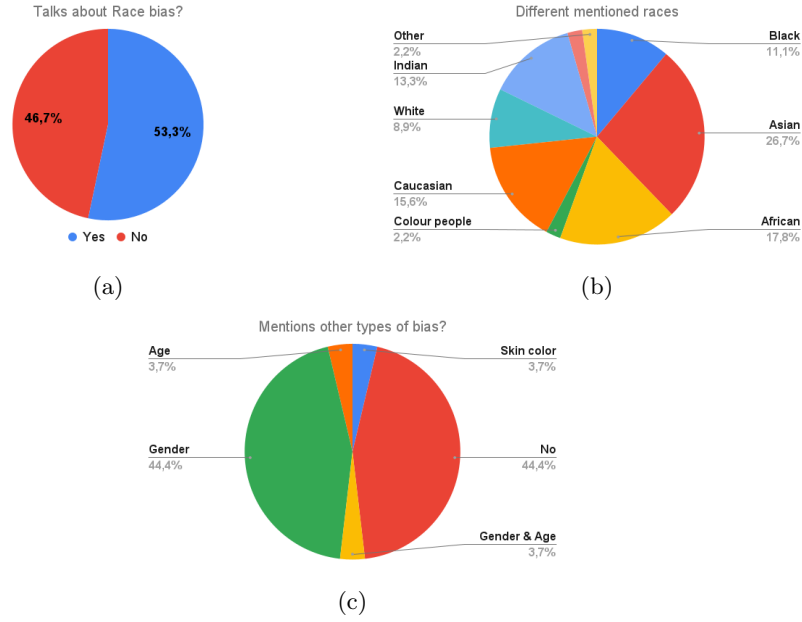 Talks about Race bias?
46,7%
53,3%
Yes
No
(a)
Different mentioned races
Other
2,2%
Indian
13,3%
White
8,9%
Caucasian
15,6%
Colour people
2,2%
Black
11,1%
Asian
26,7%
African
17,8%
(b)
Mentions other types of bias?
Age
3,7%
Gender
44,4%
Skin color
3,7%
No
44,4%
Gender & Age
3,7%
(c)